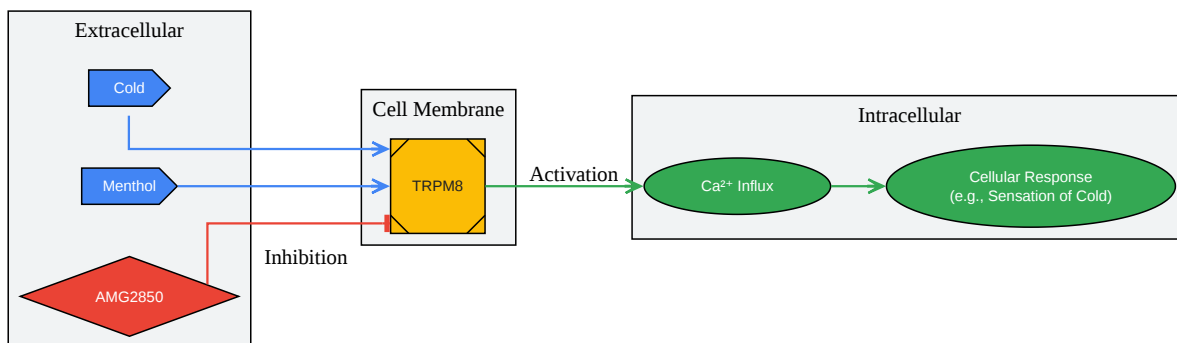 Extracellular
Cold
Menthol
AMG2850
Inhibition
Cell Membrane
TRPM8
Activation
Intracellular
Ca²⁺ Influx
Cellular Response
(e.g., Sensation of Cold)